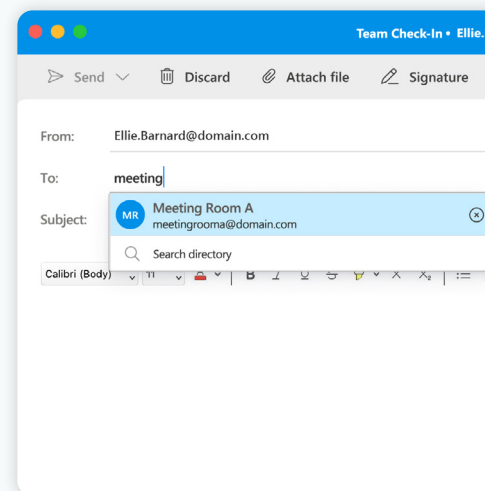 Team Check-In • Ellie.
Send Discard Attach file Signature
From: Ellie.Barnard@domain.com
To: meeting
Subject:
MR Meeting Room A
meetingrooma@domain.com
Search directory
Calibri (Body) 11 A B I U S X X₂